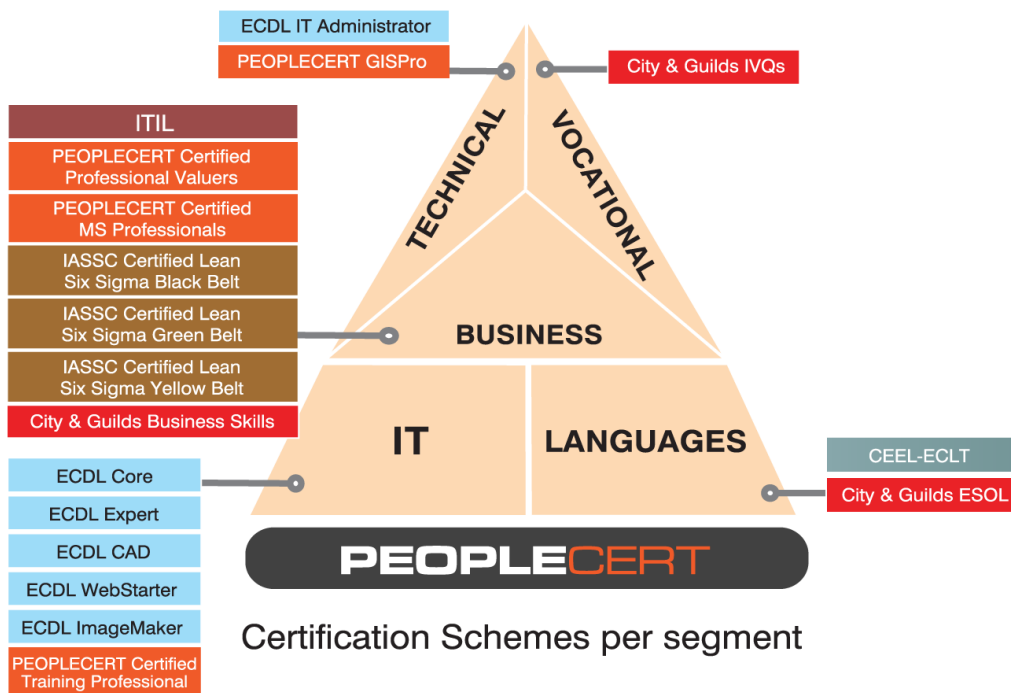 ECDL IT Administrator
PEOPLECERT GISPro
City & Guilds IVQs
TECHNICAL
VOCATIONAL
ITIL
PEOPLECERT Certified
Professional Valuers
PEOPLECERT Certified
MS Professionals
IASSC Certified Lean
Six Sigma Black Belt
IASSC Certified Lean
Six Sigma Green Belt
IASSC Certified Lean
Six Sigma Yellow Belt
City & Guilds Business Skills
BUSINESS
IT
LANGUAGES
ECDL Core
ECDL Expert
ECDL CAD
ECDL WebStarter
ECDL ImageMaker
PEOPLECERT Certified
Training Professional
CEEL-ECLT
City & Guilds ESOL
PEOPLECERT
Certification Schemes per segment